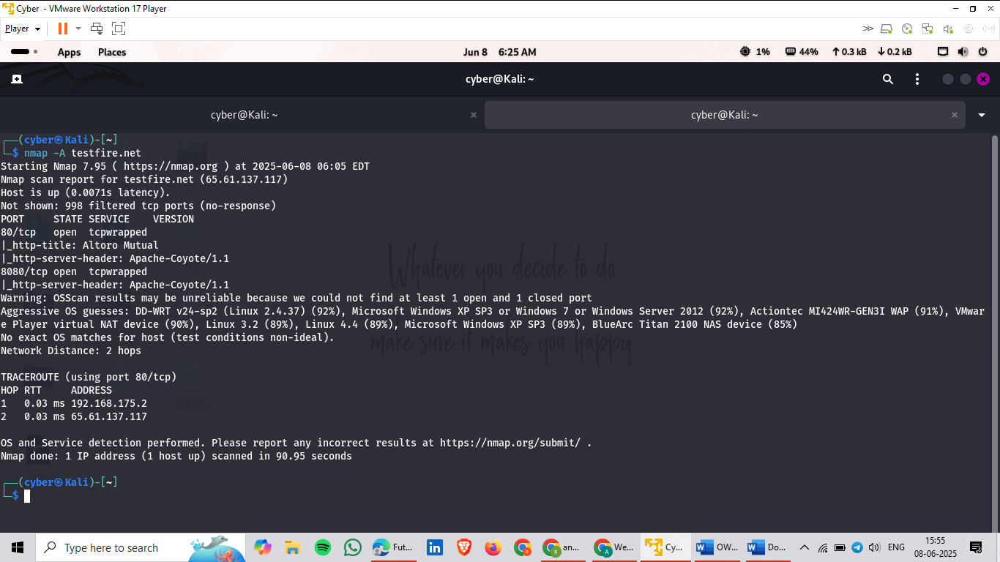 Cyber - VMware Workstation 17 Player
Player
Apps Places Jun 8 6:25 AM 1% 44% 0.3 kB 0.2 kB
cyber@Kali: ~
cyber@Kali: ~ cyber@Kali: ~
(cyber㉿Kali)-[~]
$ nmap -A testfire.net
Starting Nmap 7.95 ( https://nmap.org ) at 2025-06-08 06:05 EDT
Nmap scan report for testfire.net (65.61.137.117)
Host is up (0.0071s latency).
Not shown: 998 filtered tcp ports (no-response)
PORT STATE SERVICE VERSION
80/tcp open tcpwrapped
|_http-title: Altoro Mutual
|_http-server-header: Apache-Coyote/1.1
8080/tcp open tcpwrapped
|_http-server-header: Apache-Coyote/1.1
Warning: OSScan results may be unreliable because we could not find at least 1 open and 1 closed port
Aggressive OS guesses: DD-WRT v24-sp2 (Linux 2.4.37) (92%), Microsoft Windows XP SP3 or Windows 7 or Windows Server 2012 (92%), Actiontec MI424WR-GEN3I WAP (91%), VMwar
e Player virtual NAT device (90%), Linux 3.2 (89%), Linux 4.4 (89%), Microsoft Windows XP SP3 (89%), BlueArc Titan 2100 NAS device (85%)
No exact OS matches for host (test conditions non-ideal).
Network Distance: 2 hops
TRACEROUTE (using port 80/tcp)
HOP RTT ADDRESS
1 0.03 ms 192.168.175.2
2 0.03 ms 65.61.137.117
OS and Service detection performed. Please report any incorrect results at https://nmap.org/submit/ .
Nmap done: 1 IP address (1 host up) scanned in 90.95 seconds
(cyber㉿Kali)-[~]
$
Whatever you decide to do
make sure it makes you happy
Type here to search Fut... an... We... Cy... OW... Do... ENG 15:55
08-06-2025